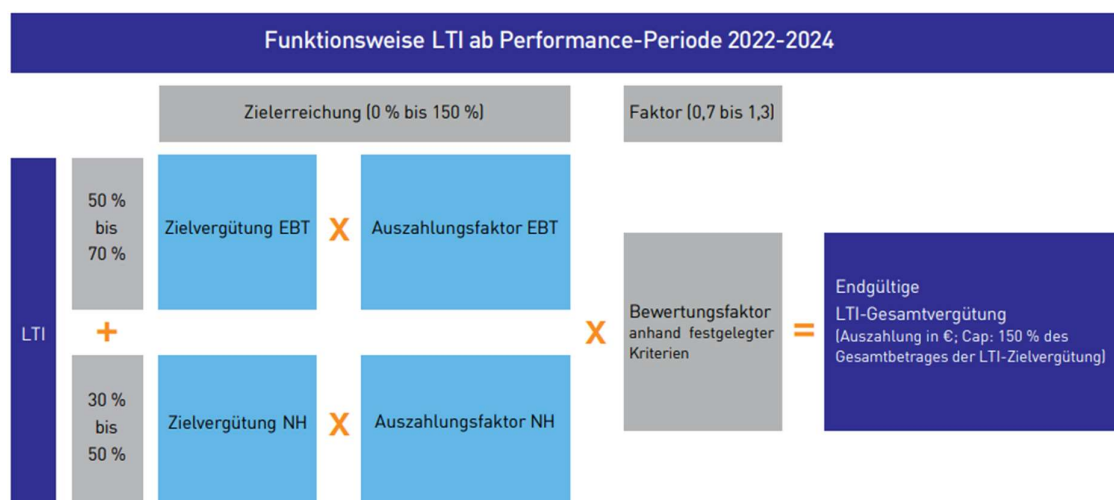 Funktionsweise LTI ab Performance-Periode 2022-2024
Zielerreichung (0 % bis 150 %)
Faktor (0,7 bis 1,3)
LTI
50 %
bis
70 %
Zielvergütung EBT
X
Auszahlungsfaktor EBT
+
30 %
bis
50 %
Zielvergütung NH
X
Auszahlungsfaktor NH
X
Bewertungsfaktor
anhand festgelegter
Kriterien
=
Endgültige
LTI-Gesamtvergütung
(Auszahlung in €; Cap: 150 % des
Gesamtbetrages der LTI-Zielvergütung)